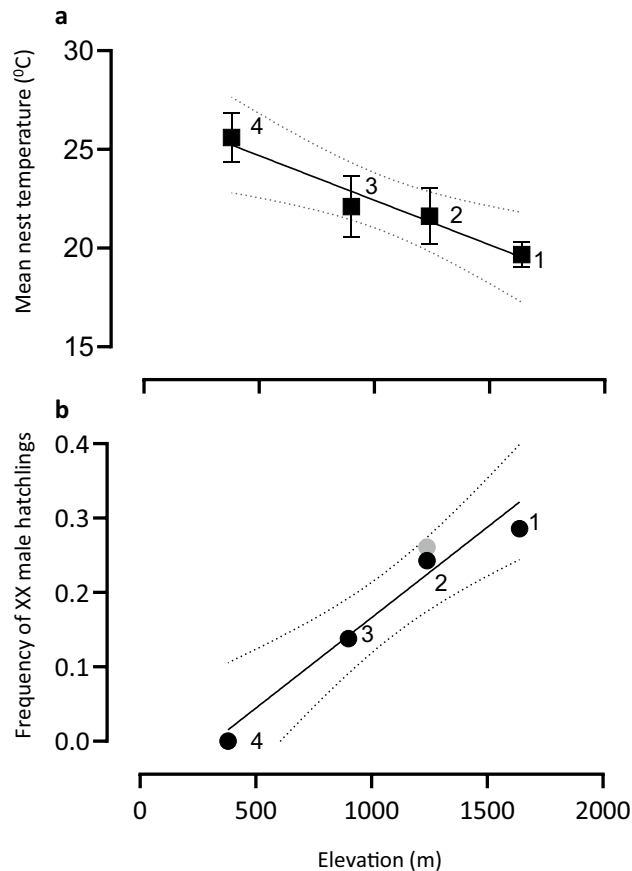 a
Mean nest temperature (⁰C)
30
25
20
15
4
3
2
1
b
Frequency of XX male hatchlings
0.4
0.3
0.2
0.1
0.0
1
2
3
4
0 500 1000 1500 2000
Elevation (m)